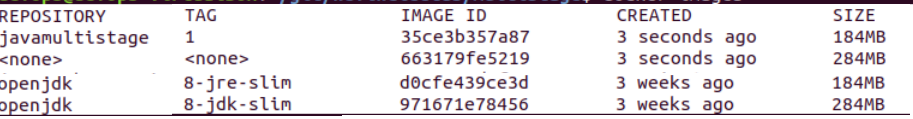 REPOSITORY TAG IMAGE ID CREATED SIZE
javamultistage 1 35ce3b357a87 3 seconds ago 184MB
<none> <none> 663179fe5219 3 seconds ago 284MB
openjdk 8-jre-slim d0cfe439ce3d 3 weeks ago 184MB
openjdk 8-jdk-slim 971671e78456 3 weeks ago 284MB